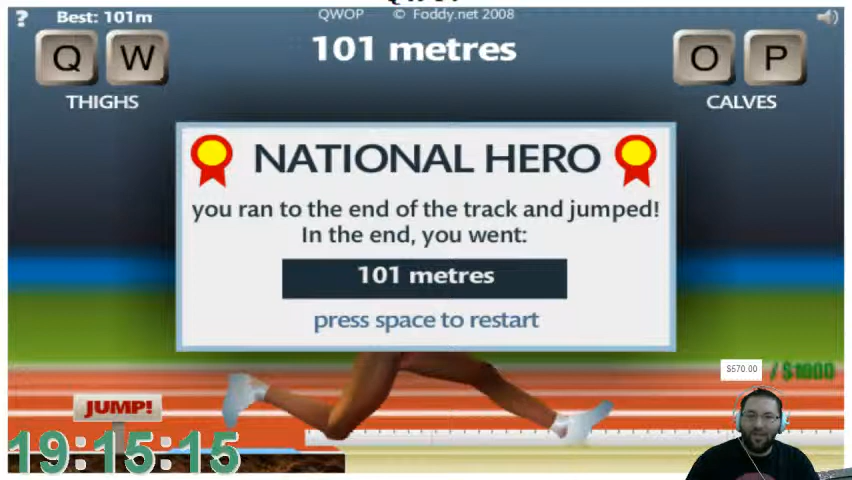 ? Best: 101m
QWOP © Foddy.net 2008
101 metres
Q W
O P
THIGHS
CALVES
NATIONAL HERO
you ran to the end of the track and jumped!
In the end, you went:
101 metres
press space to restart
$570.00 / $1000
JUMP!
19:15:15